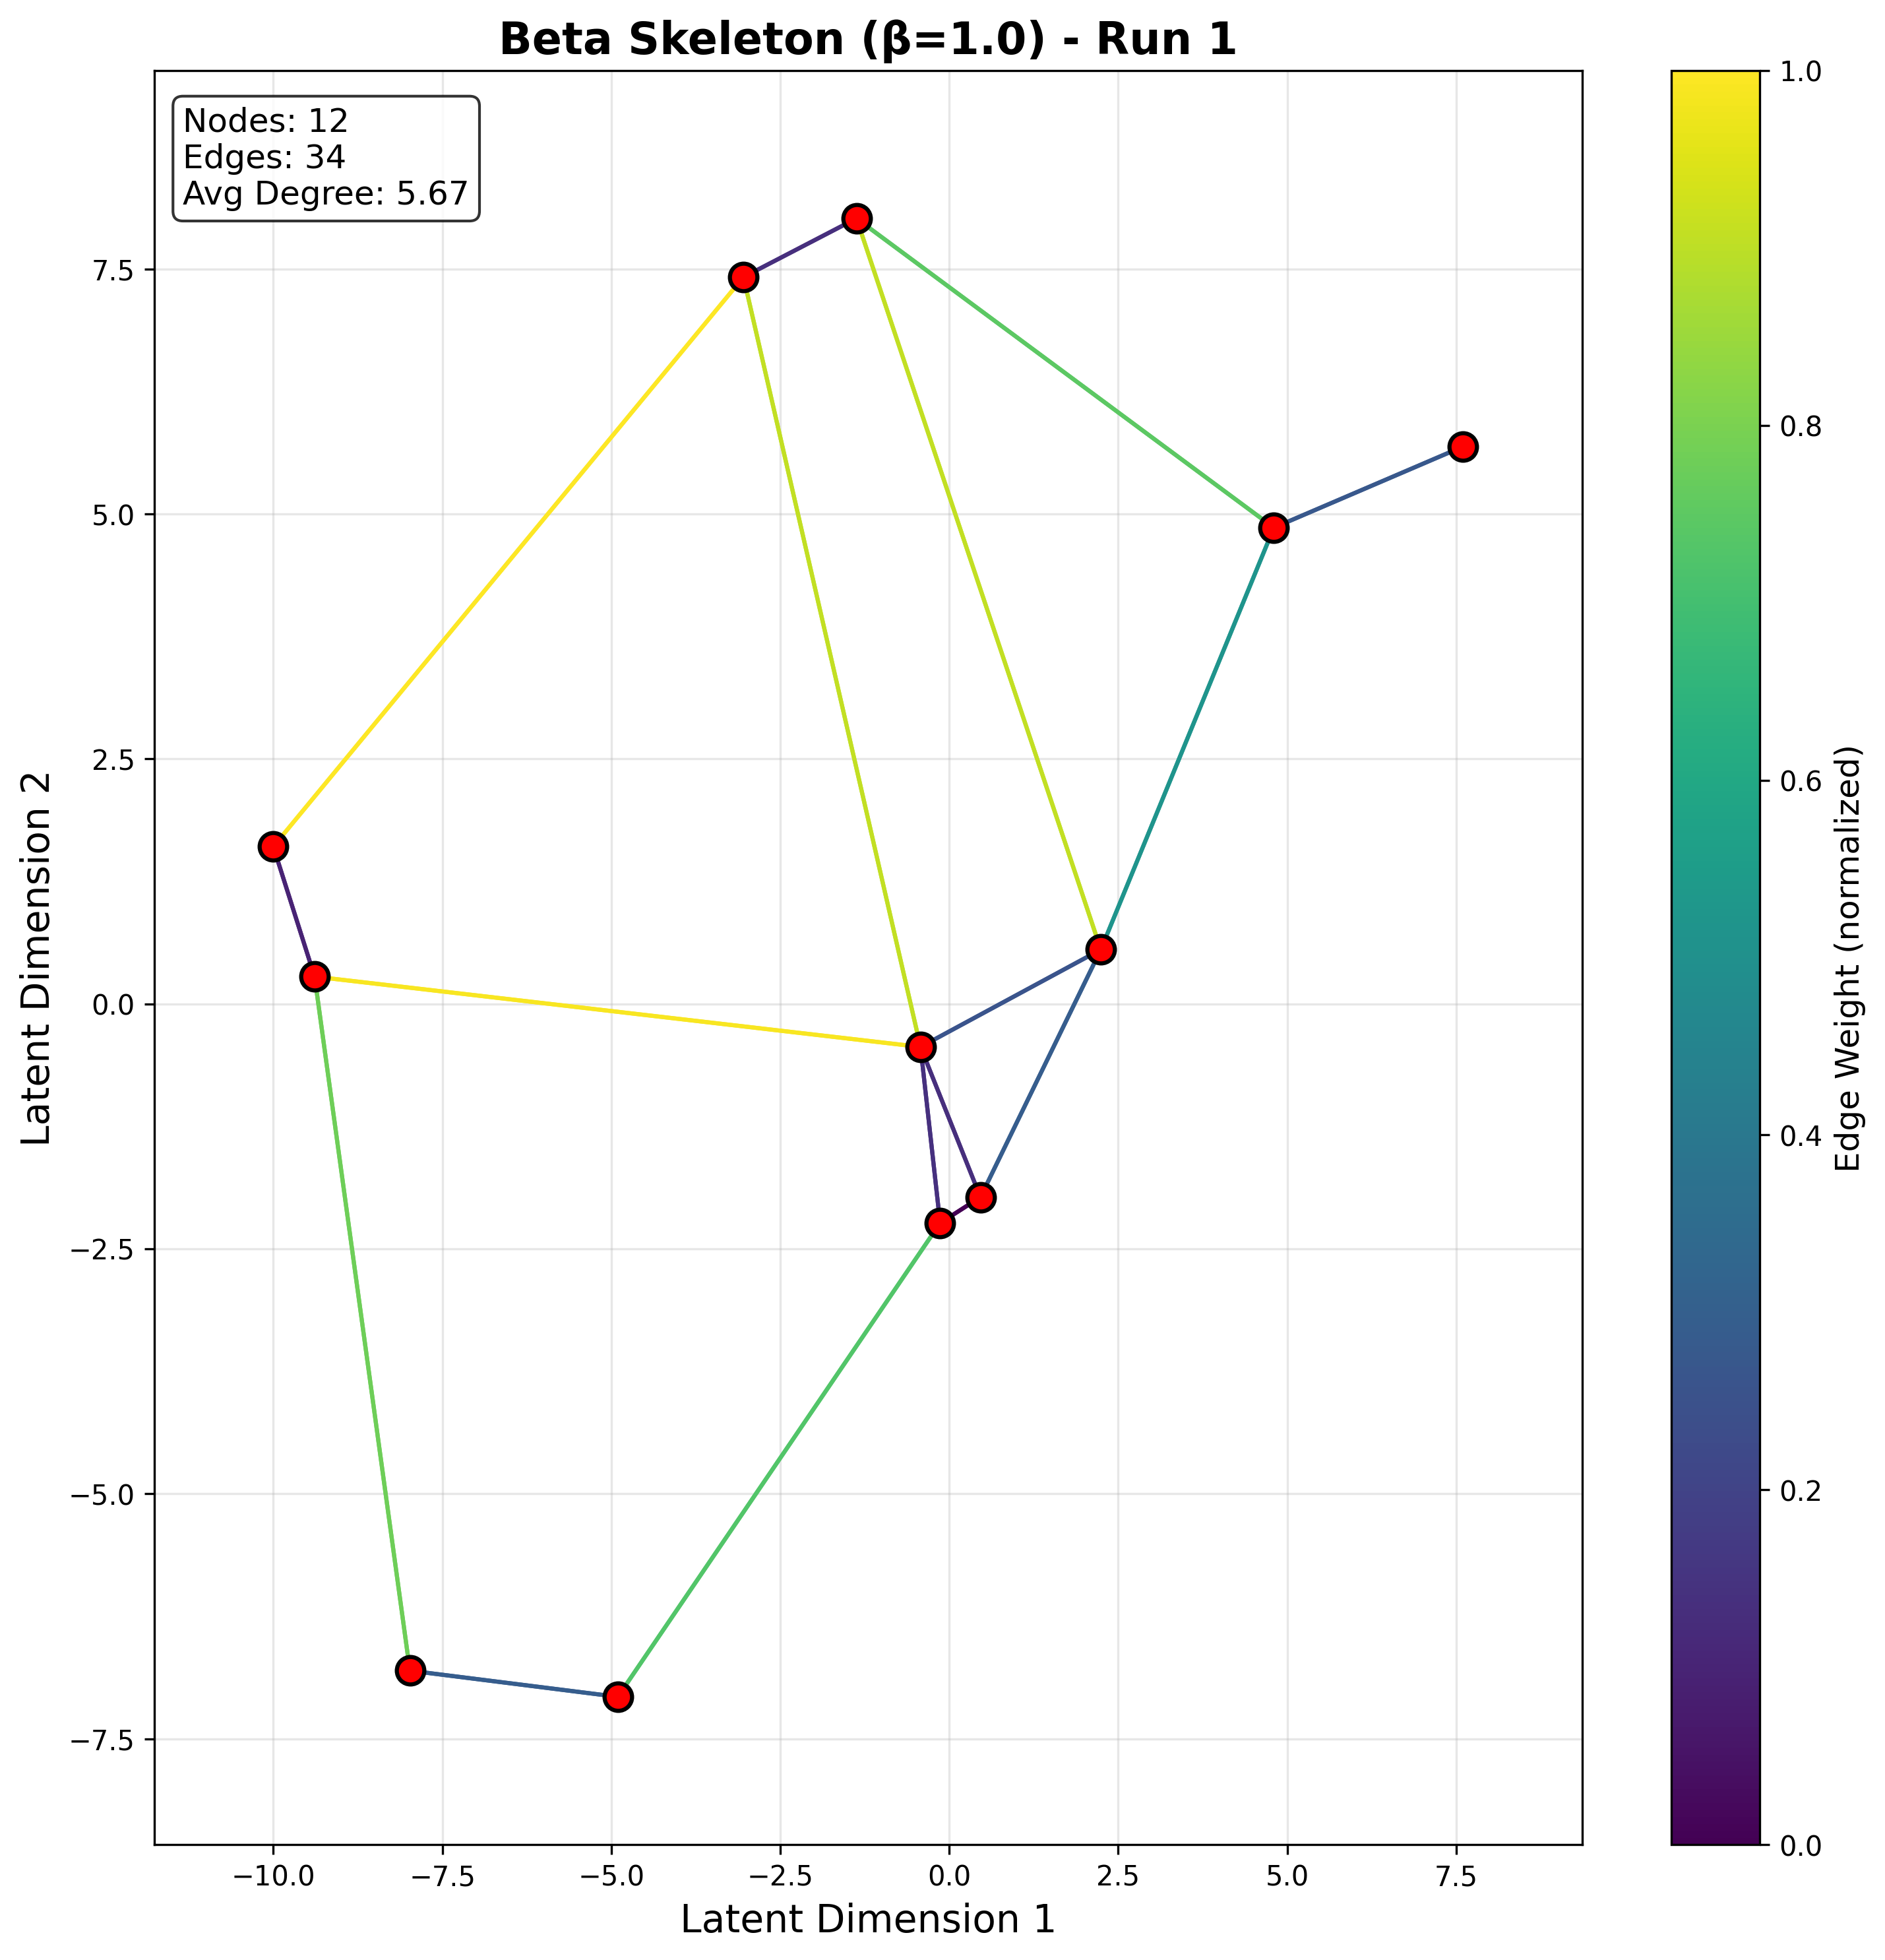 Beta Skeleton (β=1.0) - Run 1
Nodes: 12
Edges: 34
Avg Degree: 5.67
7.5
5.0
2.5
0.0
−2.5
−5.0
−7.5
Latent Dimension 2
−10.0 −7.5 −5.0 −2.5 0.0 2.5 5.0 7.5
Latent Dimension 1
1.0
0.8
0.6
0.4
0.2
0.0
Edge Weight (normalized)